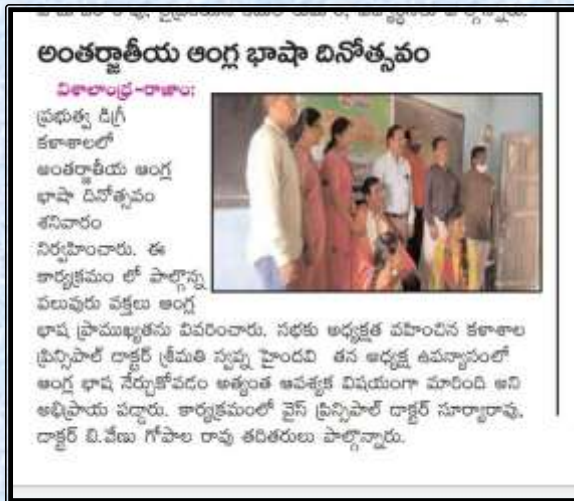 అంతర్జాతీయ ఆంగ్ల భాషా దినోత్సవం
విశాలాంధ్ర-రాజాం:
ప్రభుత్వ డిగ్రీ
కళాశాలలో
అంతర్జాతీయ ఆంగ్ల
భాషా దినోత్సవం
శనివారం
నిర్వహించారు. ఈ
కార్యక్రమం లో పాల్గొన్న
పలువురు వక్తలు ఆంగ్ల
భాష ప్రాముఖ్యతను వివరించారు. సభకు అధ్యక్షత వహించిన కళాశాల
ప్రిన్సిపాల్ డాక్టర్ శ్రీమతి స్వప్న హైందవి తన అధ్యక్ష ఉపన్యాసంలో
ఆంగ్ల భాష నేర్చుకోవడం అత్యంత ఆవశ్యక విషయంగా మారింది అని
అభిప్రాయ పడ్డారు. కార్యక్రమంలో వైస్ ప్రిన్సిపాల్ డాక్టర్ సూర్యారావు,
డాక్టర్ బి.వేణు గోపాల రావు తదితరులు పాల్గొన్నారు.